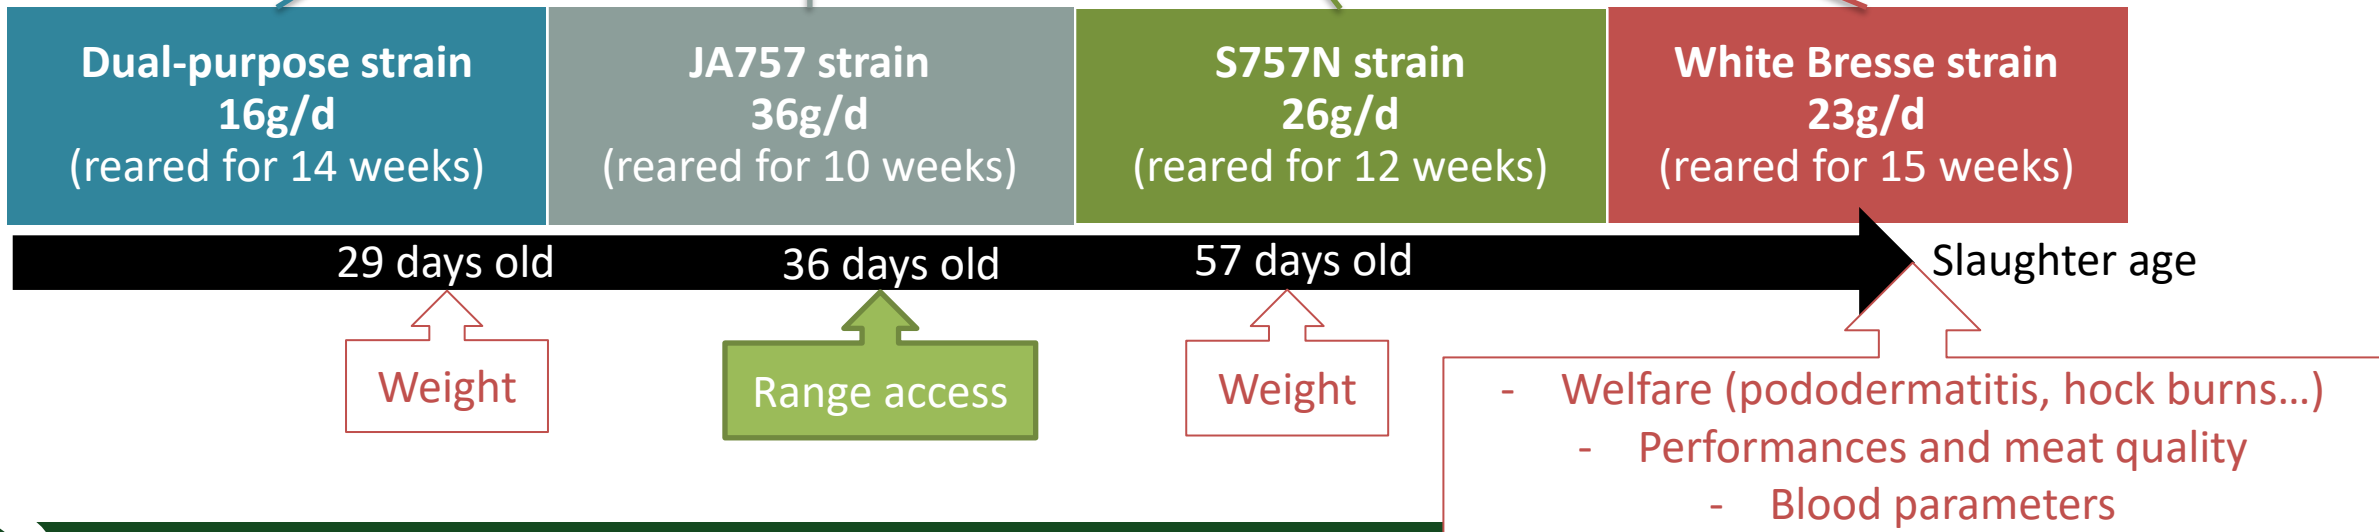 Dual-purpose strain
16g/d
(reared for 14 weeks)
JA757 strain
36g/d
(reared for 10 weeks)
S757N strain
26g/d
(reared for 12 weeks)
White Bresse strain
23g/d
(reared for 15 weeks)
29 days old
36 days old
57 days old
Slaughter age
Weight
Range access
Weight
- Welfare (pododermatitis, hock burns…)
- Performances and meat quality
- Blood parameters